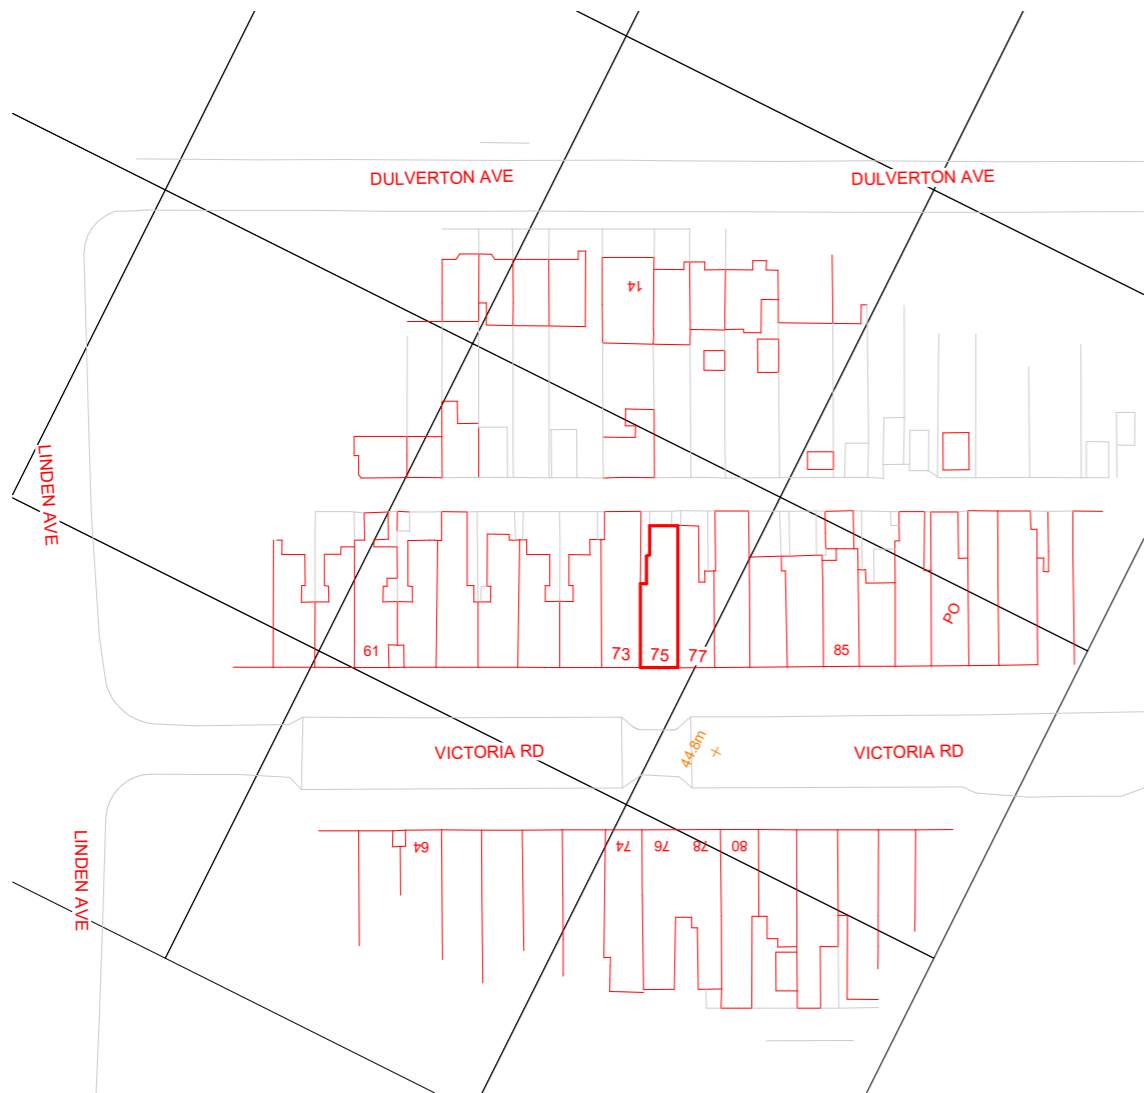 DULVERTON AVE
DULVERTON AVE
14
LINDEN AVE
PO
61
73
75
77
85
VICTORIA RD
44.8m
VICTORIA RD
LINDEN AVE
64
74
76
78
80